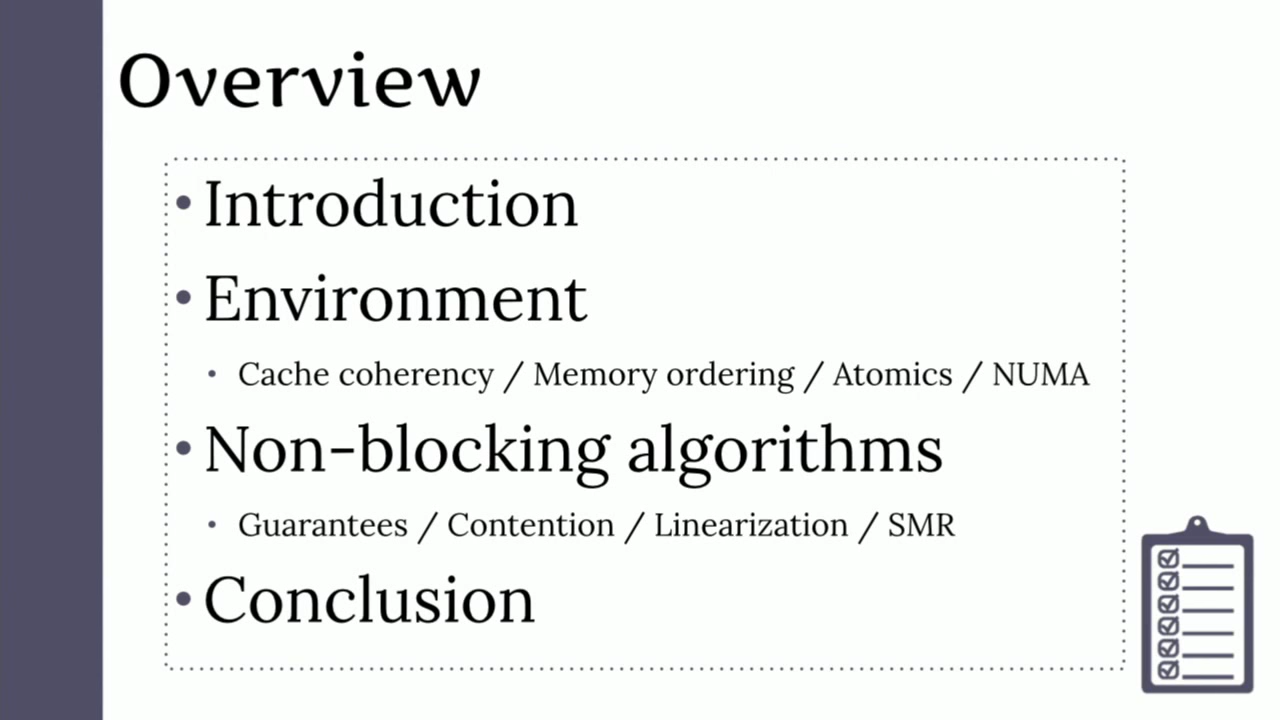 Overview
• Introduction
• Environment
• Cache coherency / Memory ordering / Atomics / NUMA
• Non-blocking algorithms
• Guarantees / Contention / Linearization / SMR
• Conclusion